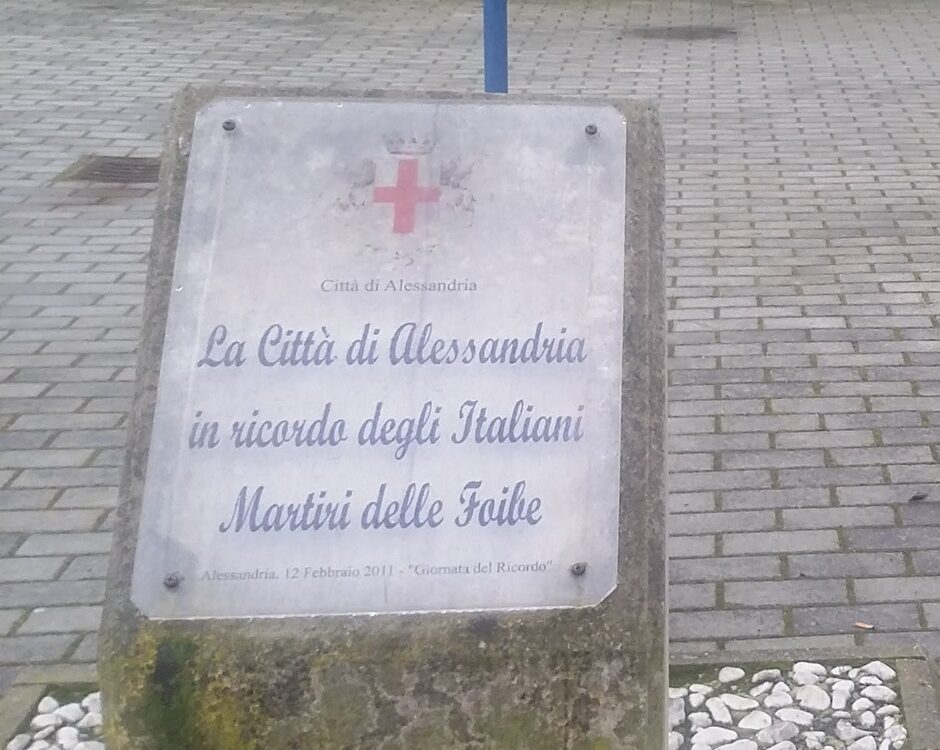 Città di Alessandria
La Città di Alessandria
in ricordo degli Italiani
Martiri delle Foibe
Alessandria, 12 Febbraio 2011 - "Giornata del Ricordo"